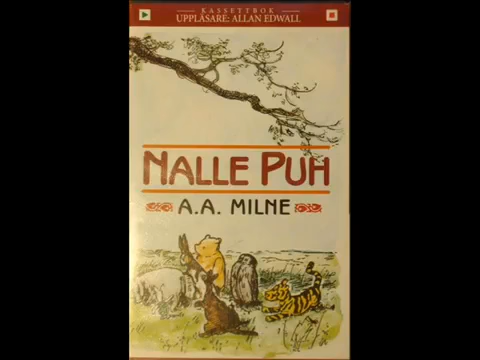 KASSETTBOK
UPPLÄSARE: ALLAN EDWALL
NALLE PUH
A.A. MILNE